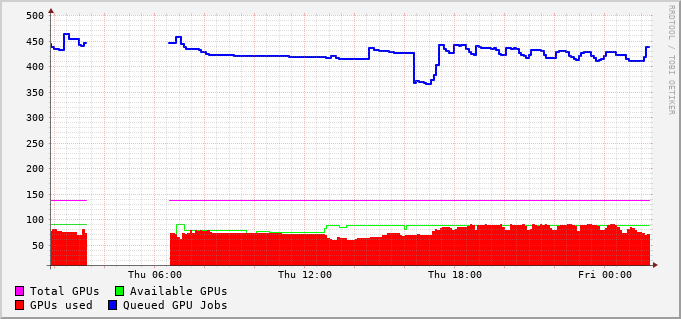 500
450
400
350
300
250
200
150
100
50
Thu 06:00 Thu 12:00 Thu 18:00 Fri 00:00
Total GPUs Available GPUs
GPUs used Queued GPU Jobs
RRDTOOL / TOBI OETIKER